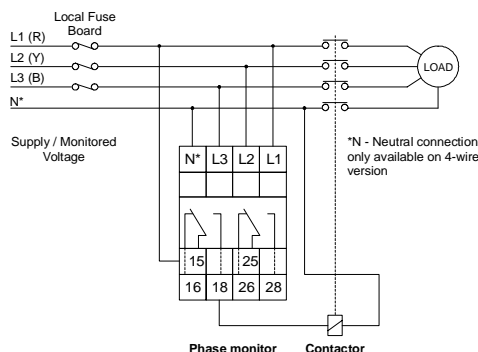 Local Fuse
Board
L1 (R)
L2 (Y)
L3 (B)
N*
LOAD
Supply / Monitored
Voltage
*N - Neutral connection
only available on 4-wire
version
N* L3 L2 L1
15 25
16 18 26 28
Phase monitor Contactor